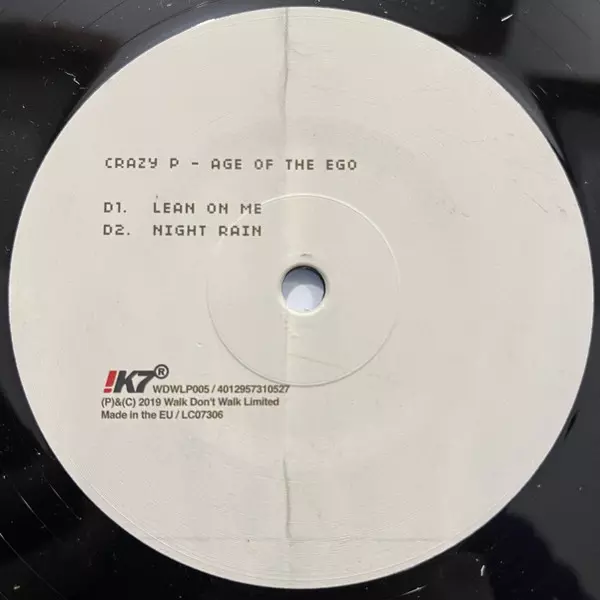 CRAZY P - AGE OF THE EGO
D1. LEAN ON ME
D2. NIGHT RAIN
!K7® WDWLP005 / 4012957310527
(P)&(C) 2019 Walk Don't Walk Limited
Made in the EU / LC07306